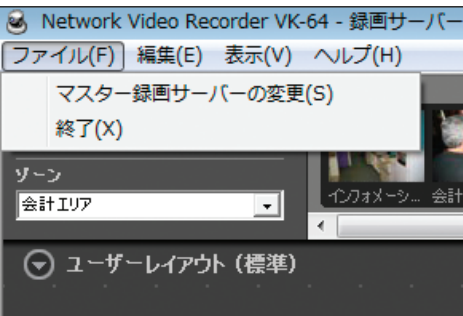 Network Video Recorder VK-64 - 録画サーバー
ファイル(F) 編集(E) 表示(V) ヘルプ(H)
マスター録画サーバーの変更(S)
終了(X)
ゾーン
会計エリア
インフォメーシ... 会計
ユーザーレイアウト (標準)